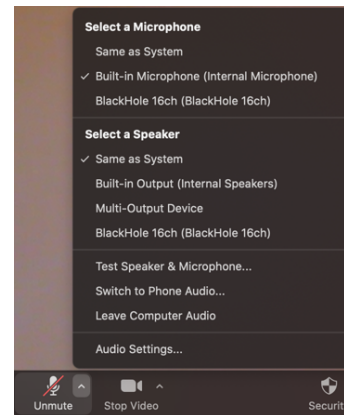 Select a Microphone
Same as System
✓ Built-in Microphone (Internal Microphone)
BlackHole 16ch (BlackHole 16ch)
Select a Speaker
✓ Same as System
Built-in Output (Internal Speakers)
Multi-Output Device
BlackHole 16ch (BlackHole 16ch)
Test Speaker & Microphone...
Switch to Phone Audio...
Leave Computer Audio
Audio Settings...
Unmute Stop Video Securit